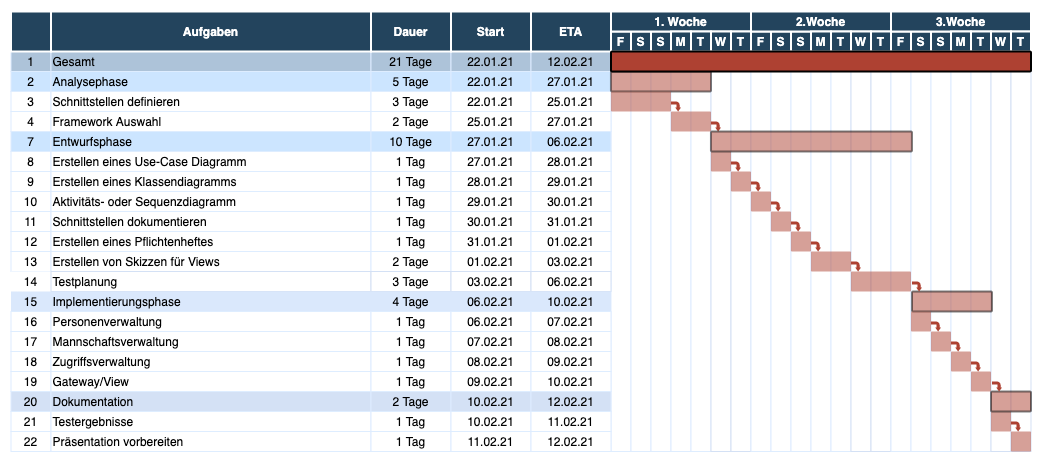 Aufgaben Dauer Start ETA 1. Woche 2.Woche 3.Woche
F S S M T W T F S S M T W T F S S M T W T
1 Gesamt 21 Tage 22.01.21 12.02.21
2 Analysephase 5 Tage 22.01.21 27.01.21
3 Schnittstellen definieren 3 Tage 22.01.21 25.01.21
4 Framework Auswahl 2 Tage 25.01.21 27.01.21
7 Entwurfsphase 10 Tage 27.01.21 06.02.21
8 Erstellen eines Use-Case Diagramm 1 Tag 27.01.21 28.01.21
9 Erstellen eines Klassendiagramms 1 Tag 28.01.21 29.01.21
10 Aktivitäts- oder Sequenzdiagramm 1 Tag 29.01.21 30.01.21
11 Schnittstellen dokumentieren 1 Tag 30.01.21 31.01.21
12 Erstellen eines Pflichtenheftes 1 Tag 31.01.21 01.02.21
13 Erstellen von Skizzen für Views 2 Tage 01.02.21 03.02.21
14 Testplanung 3 Tage 03.02.21 06.02.21
15 Implementierungsphase 4 Tage 06.02.21 10.02.21
16 Personenverwaltung 1 Tag 06.02.21 07.02.21
17 Mannschaftsverwaltung 1 Tag 07.02.21 08.02.21
18 Zugriffsverwaltung 1 Tag 08.02.21 09.02.21
19 Gateway/View 1 Tag 09.02.21 10.02.21
20 Dokumentation 2 Tage 10.02.21 12.02.21
21 Testergebnisse 1 Tag 10.02.21 11.02.21
22 Präsentation vorbereiten 1 Tag 11.02.21 12.02.21